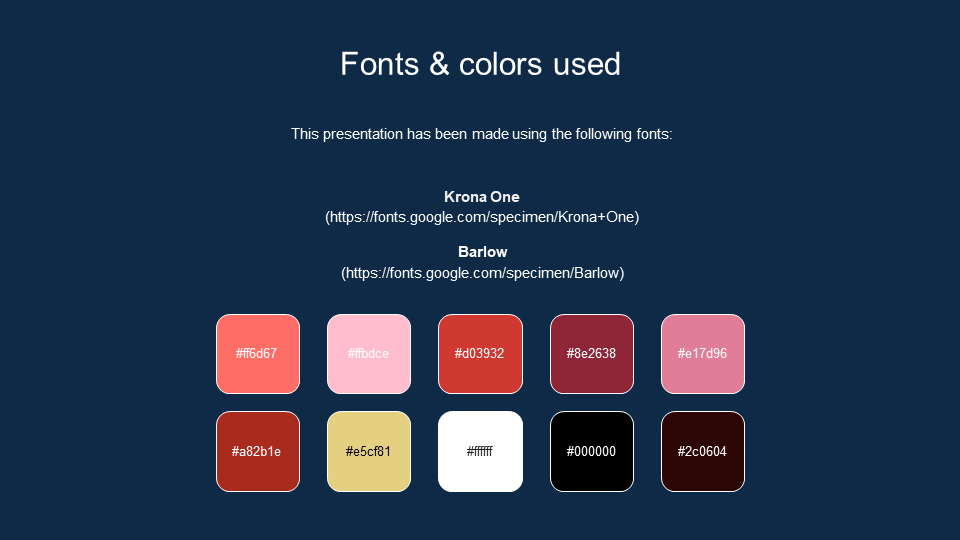 Fonts & colors used
This presentation has been made using the following fonts:
Krona One
(https://fonts.google.com/specimen/Krona+One)
Barlow
(https://fonts.google.com/specimen/Barlow)
#ff6d67 #ffbdce #d03932 #8e2638 #e17d96
#a82b1e #e5cf81 #ffffff #000000 #2c0604